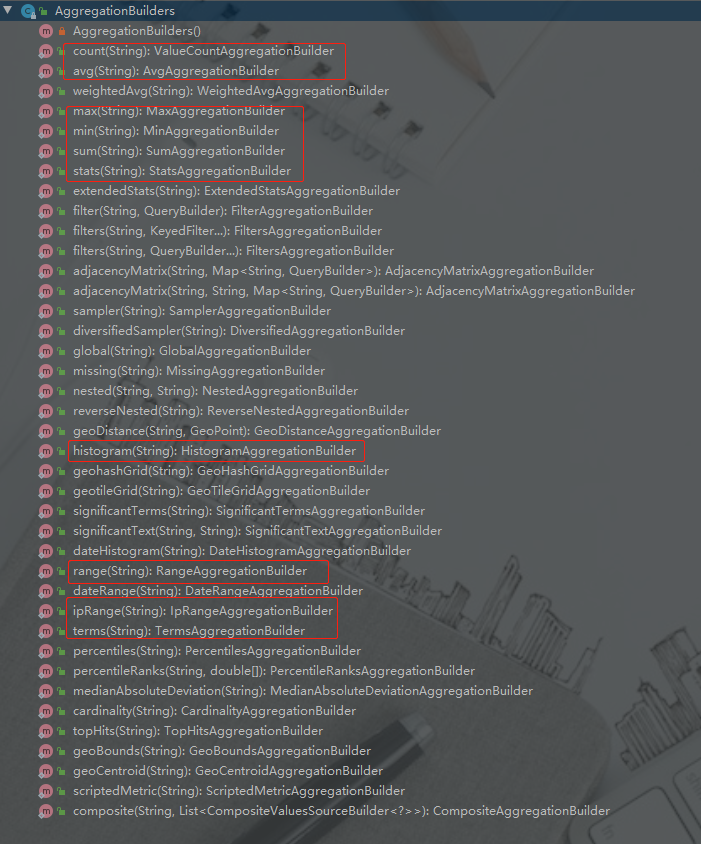 AggregationBuilders
AggregationBuilders()
count(String): ValueCountAggregationBuilder
avg(String): AvgAggregationBuilder
weightedAvg(String): WeightedAvgAggregationBuilder
max(String): MaxAggregationBuilder
min(String): MinAggregationBuilder
sum(String): SumAggregationBuilder
stats(String): StatsAggregationBuilder
extendedStats(String): ExtendedStatsAggregationBuilder
filter(String, QueryBuilder): FilterAggregationBuilder
filters(String, KeyedFilter...): FiltersAggregationBuilder
filters(String, QueryBuilder...): FiltersAggregationBuilder
adjacencyMatrix(String, Map<String, QueryBuilder>): AdjacencyMatrixAggregationBuilder
adjacencyMatrix(String, String, Map<String, QueryBuilder>): AdjacencyMatrixAggregationBuilder
sampler(String): SamplerAggregationBuilder
diversifiedSampler(String): DiversifiedAggregationBuilder
global(String): GlobalAggregationBuilder
missing(String): MissingAggregationBuilder
nested(String, String): NestedAggregationBuilder
reverseNested(String): ReverseNestedAggregationBuilder
geoDistance(String, GeoPoint): GeoDistanceAggregationBuilder
histogram(String): HistogramAggregationBuilder
geohashGrid(String): GeoHashGridAggregationBuilder
geotileGrid(String): GeoTileGridAggregationBuilder
significantTerms(String): SignificantTermsAggregationBuilder
significantText(String, String): SignificantTextAggregationBuilder
dateHistogram(String): DateHistogramAggregationBuilder
range(String): RangeAggregationBuilder
dateRange(String): DateRangeAggregationBuilder
ipRange(String): IpRangeAggregationBuilder
terms(String): TermsAggregationBuilder
percentiles(String): PercentilesAggregationBuilder
percentileRanks(String, double[]): PercentileRanksAggregationBuilder
medianAbsoluteDeviation(String): MedianAbsoluteDeviationAggregationBuilder
cardinality(String): CardinalityAggregationBuilder
topHits(String): TopHitsAggregationBuilder
geoBounds(String): GeoBoundsAggregationBuilder
geoCentroid(String): GeoCentroidAggregationBuilder
scriptedMetric(String): ScriptedMetricAggregationBuilder
composite(String, List<CompositeValuesSourceBuilder<?>>): CompositeAggregationBuilder